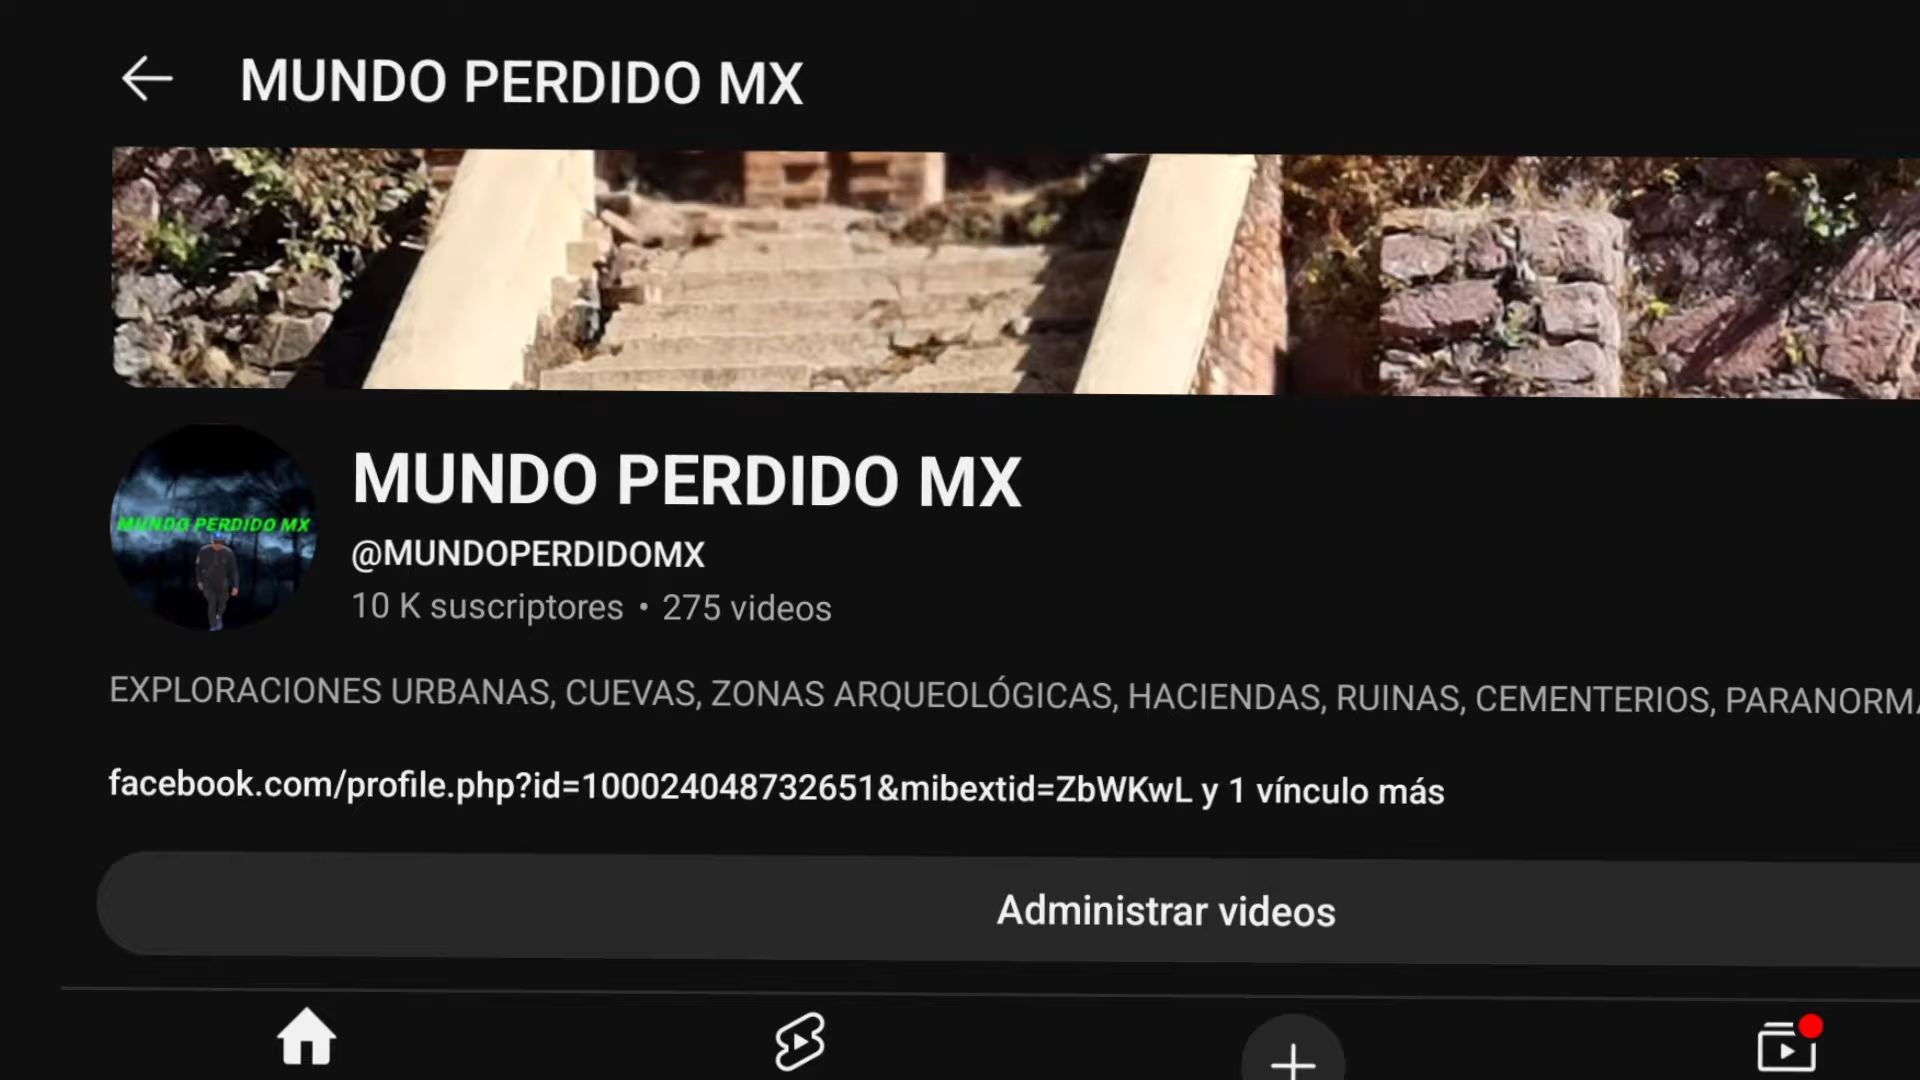 MUNDO PERDIDO MX
MUNDO PERDIDO MX
MUNDO PERDIDO MX
@MUNDOPERDIDOMX
10 K suscriptores • 275 videos
EXPLORACIONES URBANAS, CUEVAS, ZONAS ARQUEOLÓGICAS, HACIENDAS, RUINAS, CEMENTERIOS, PARANORMA
facebook.com/profile.php?id=100024048732651&mibextid=ZbWKwL y 1 vínculo más
Administrar videos